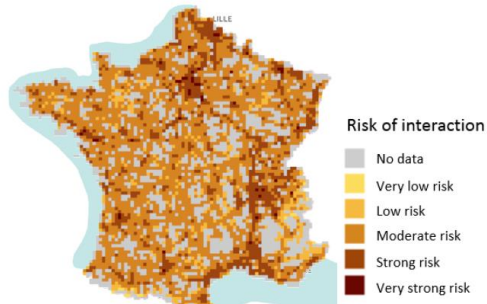 LILLE
Risk of interaction
No data
Very low risk
Low risk
Moderate risk
Strong risk
Very strong risk